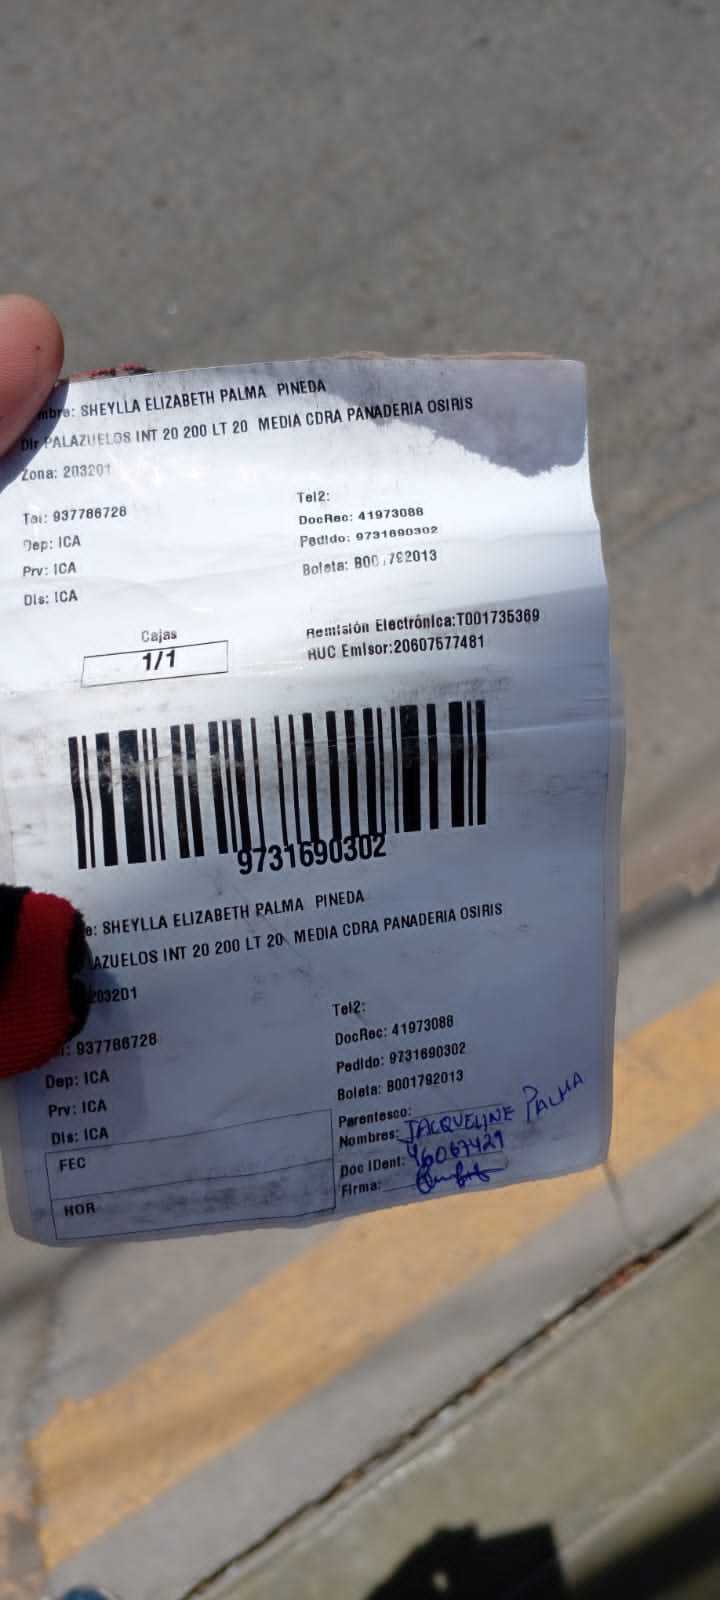 mbre: SHEYLLA ELIZABETH PALMA PINEDA
Dir PALAZUELOS INT 20 200 LT 20 MEDIA CDRA PANADERIA OSIRIS
Zona: 203201
Tel: 937786728
Tel2:
Dep: ICA
DocRec: 41973088
Prv: ICA
Pedido: 9731690302
Dis: ICA
Boleta: B001792013
Cajas
1/1
Remisión Electrónica:T001735369
RUC Emisor:20607577481
9731690302
e: SHEYLLA ELIZABETH PALMA PINEDA
AZUELOS INT 20 200 LT 20 MEDIA CDRA PANADERIA OSIRIS
203201
: 937786728
Tel2:
Dep: ICA
DocRec: 41973088
Prv: ICA
Pedido: 9731690302
Dis: ICA
Boleta: B001792013
FEC
HOR
Parentesco:
Nombres: JACQUELINE PALMA
Doc IDent: 46067429
Firma: